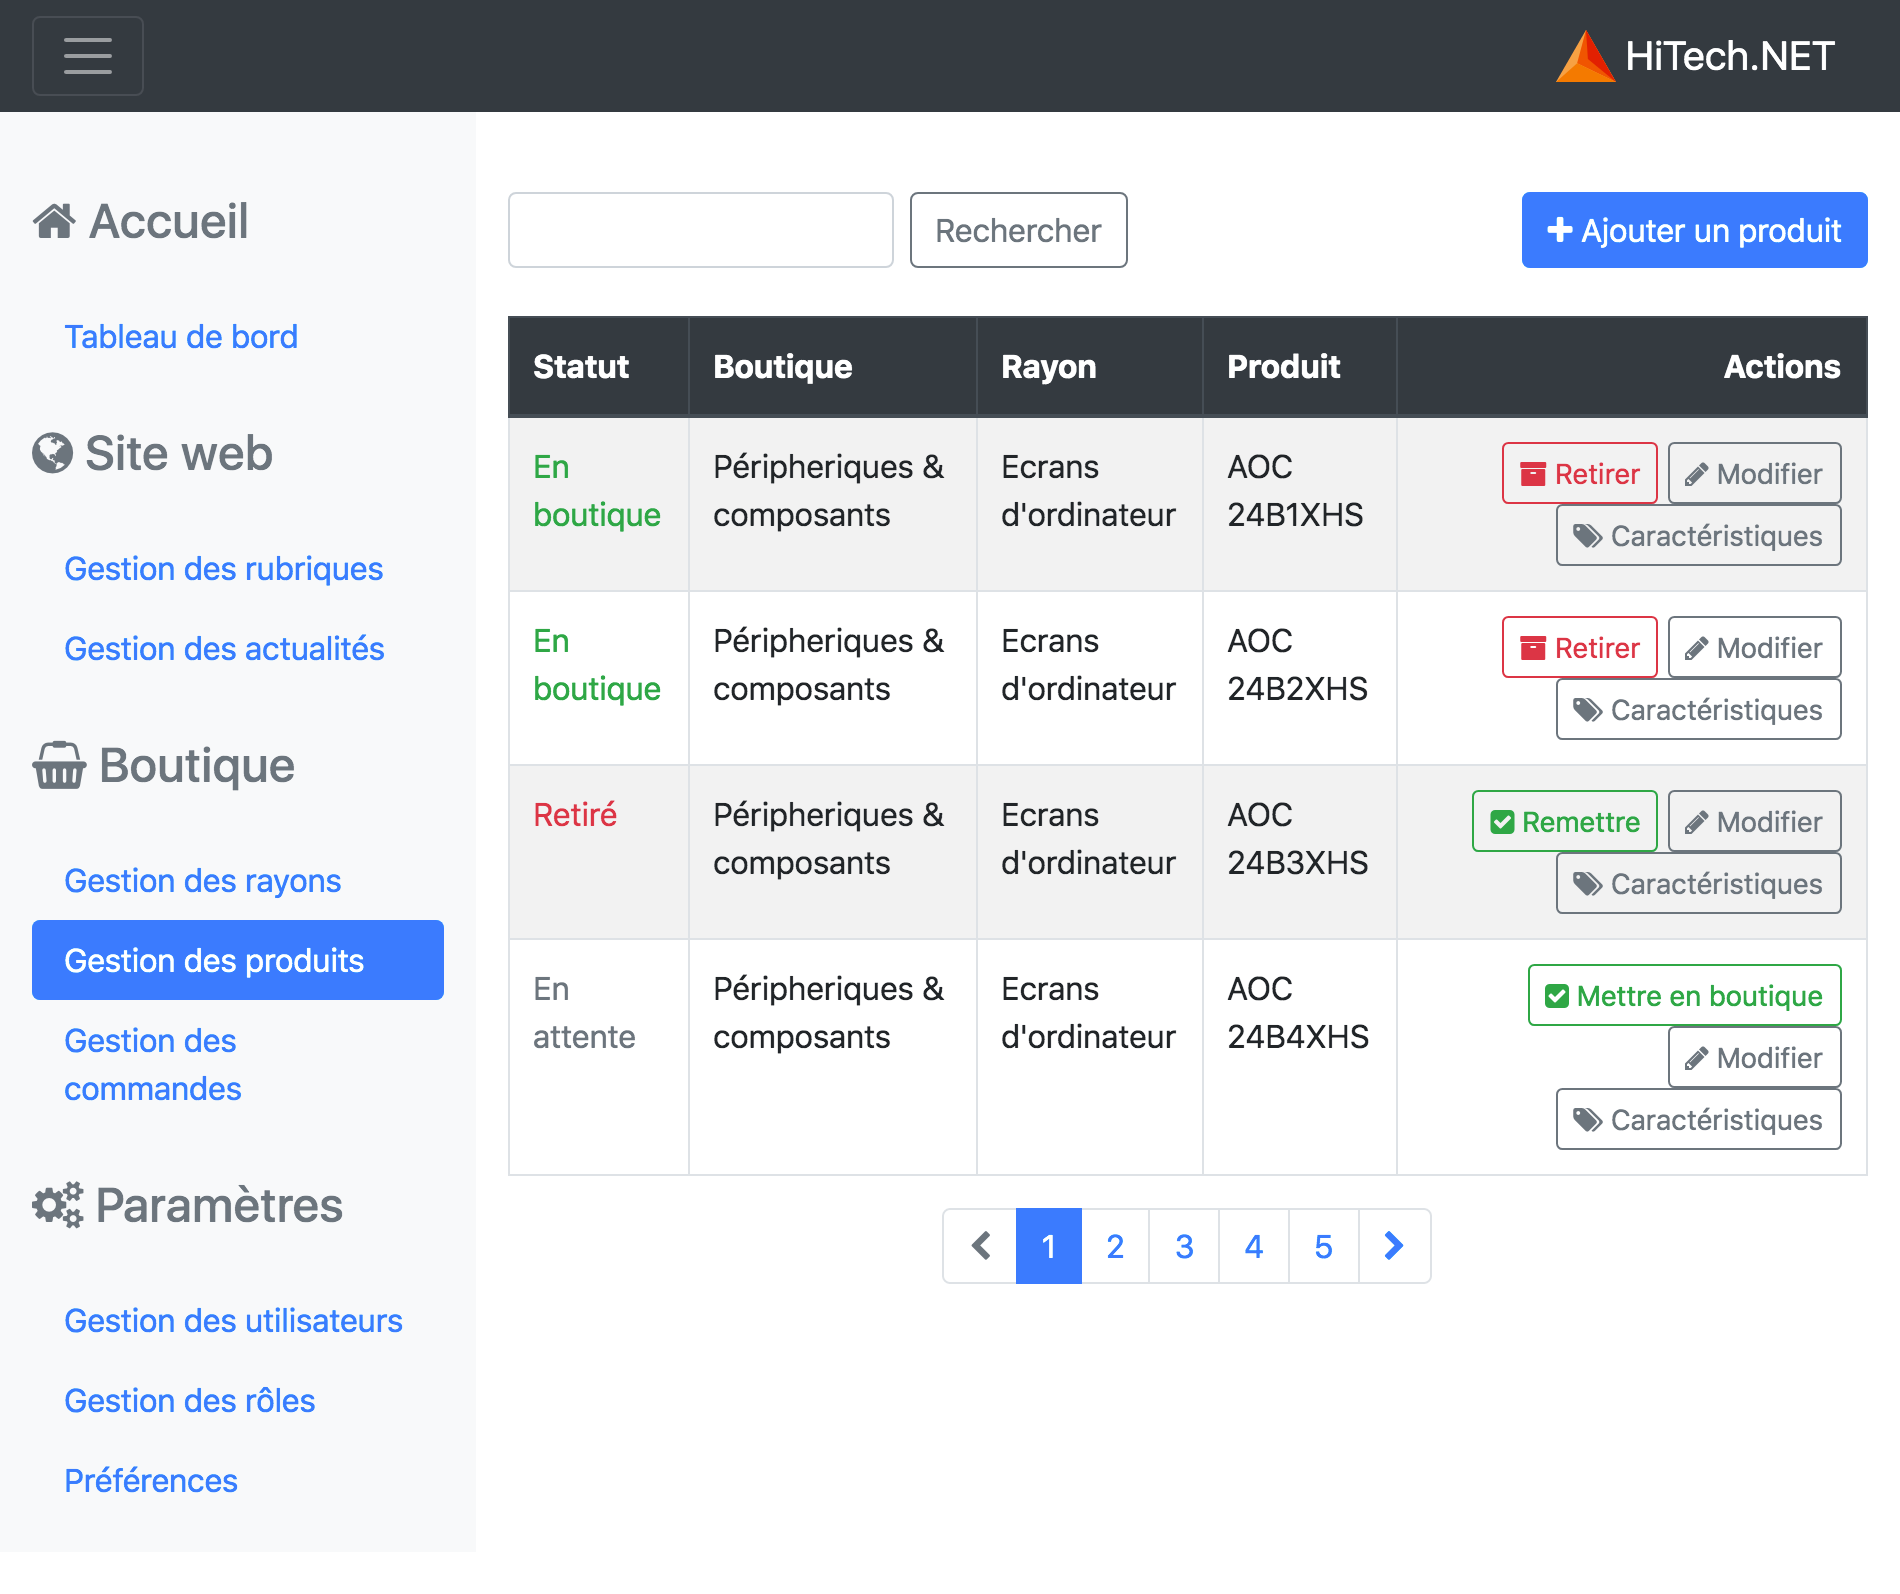 HiTech.NET
Accueil
Tableau de bord
Site web
Gestion des rubriques
Gestion des actualités
Boutique
Gestion des rayons
Gestion des produits
Gestion des
commandes
Paramètres
Gestion des utilisateurs
Gestion des rôles
Préférences
Rechercher
Ajouter un produit
Statut Boutique Rayon Produit Actions
En Péripheriques & Ecrans AOC Retirer Modifier
boutique composants d'ordinateur 24B1XHS Caractéristiques
En Péripheriques & Ecrans AOC Retirer Modifier
boutique composants d'ordinateur 24B2XHS Caractéristiques
Retiré Péripheriques & Ecrans AOC Remettre Modifier
composants d'ordinateur 24B3XHS Caractéristiques
En Péripheriques & Ecrans AOC Mettre en boutique
attente composants d'ordinateur 24B4XHS Modifier
Caractéristiques
1 2 3 4 5